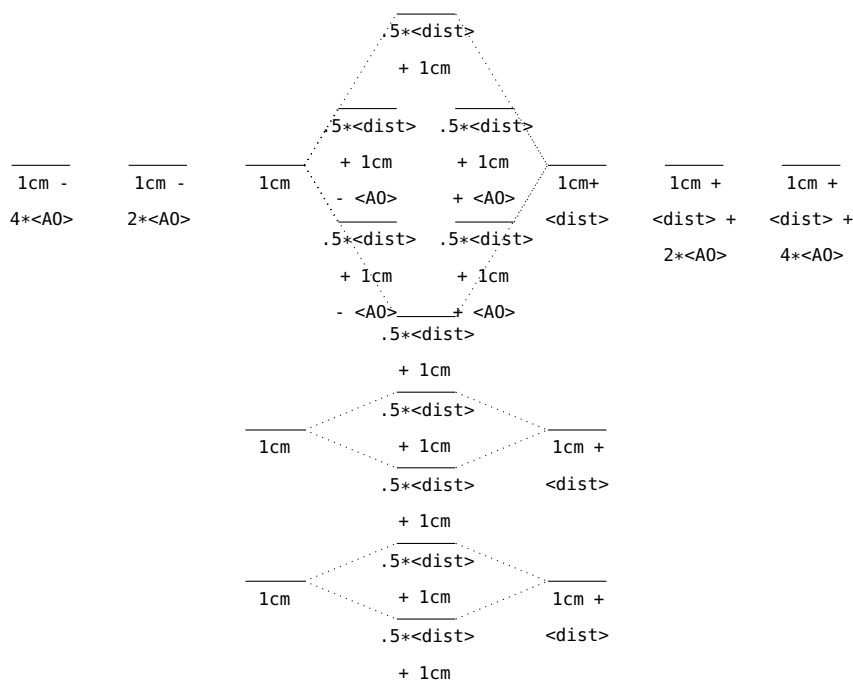 .5*<dist>
+ 1cm
.5*<dist>
+ 1cm
- <AO>
.5*<dist>
+ 1cm
+ <AO>
1cm -
4*<AO>
1cm -
2*<AO>
1cm
1cm+
<dist>
1cm +
<dist> +
2*<AO>
1cm +
<dist> +
4*<AO>
.5*<dist>
+ 1cm
- <AO>
.5*<dist>
+ 1cm
+ <AO>
.5*<dist>
+ 1cm
.5*<dist>
+ 1cm
1cm
1cm +
<dist>
.5*<dist>
+ 1cm
.5*<dist>
+ 1cm
1cm
1cm +
<dist>
.5*<dist>
+ 1cm